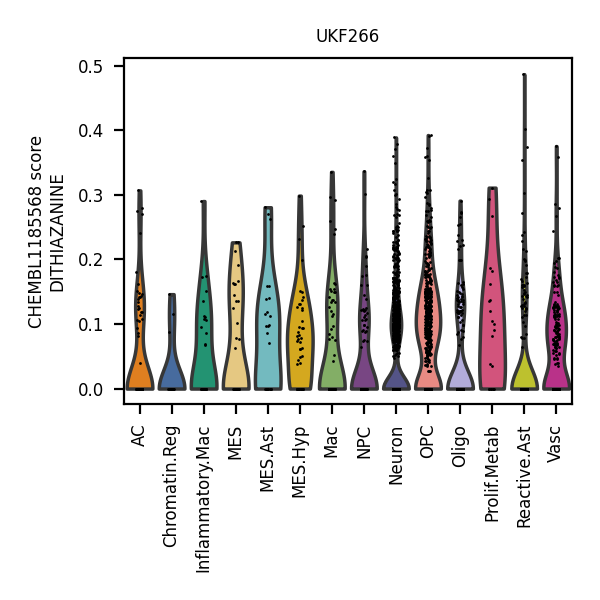 UKF266
CHEMBL1185568 score
DITHIAZANINE
0.5
0.4
0.3
0.2
0.1
0.0
AC
Chromatin.Reg
Inflammatory.Mac
MES
MES.Ast
MES.Hyp
Mac
NPC
Neuron
OPC
Oligo
Prolif.Metab
Reactive.Ast
Vasc